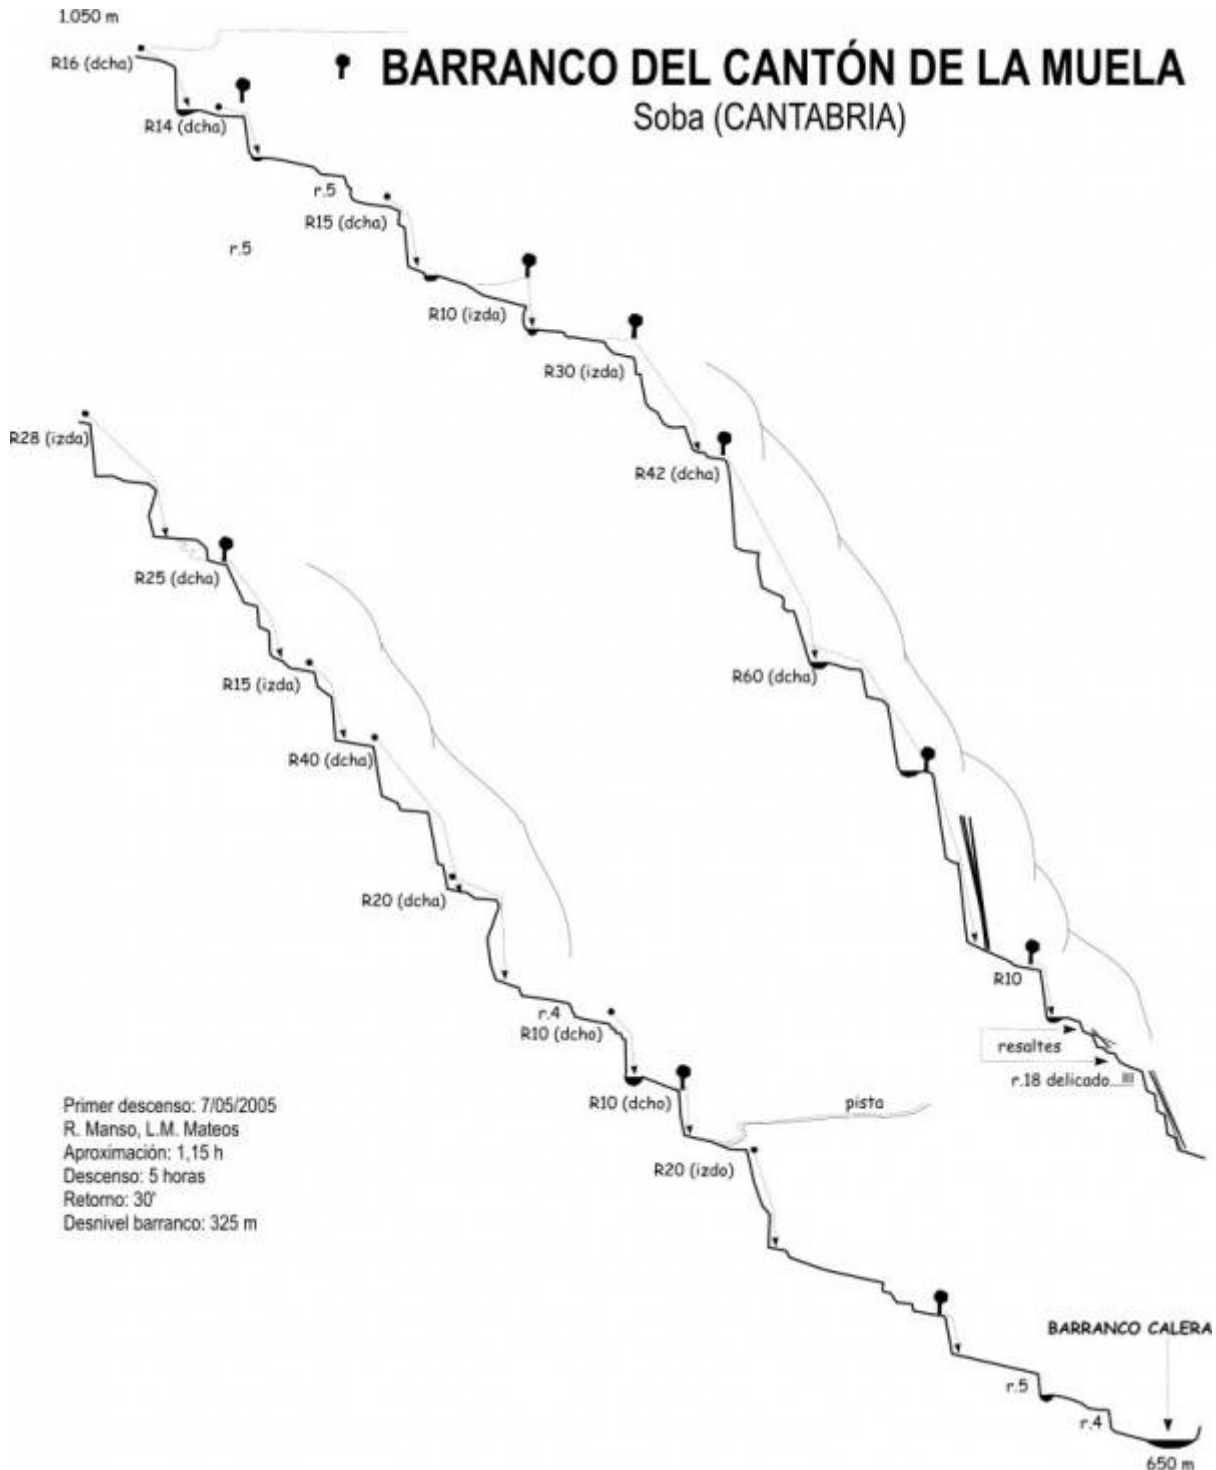 1.050 m
BARRANCO DEL CANTÓN DE LA MUELA
Soba (CANTABRIA)
R16 (dcha)
R14 (dcha)
r.5
R15 (dcha)
r.5
R10 (izda)
R30 (izda)
R42 (dcha)
R60 (dcha)
R10
resaltes
r.18 delicado...
R28 (izda)
R25 (dcha)
R15 (izda)
R40 (dcha)
R20 (dcha)
r.4
R10 (dcho)
R10 (dcho)
pista
R20 (izdo)
r.5
r.4
BARRANCO CALERA
650 m
Primer descenso: 7/05/2005
R. Manso, L.M. Mateos
Aproximación: 1,15 h
Descenso: 5 horas
Retorno: 30'
Desnivel barranco: 325 m